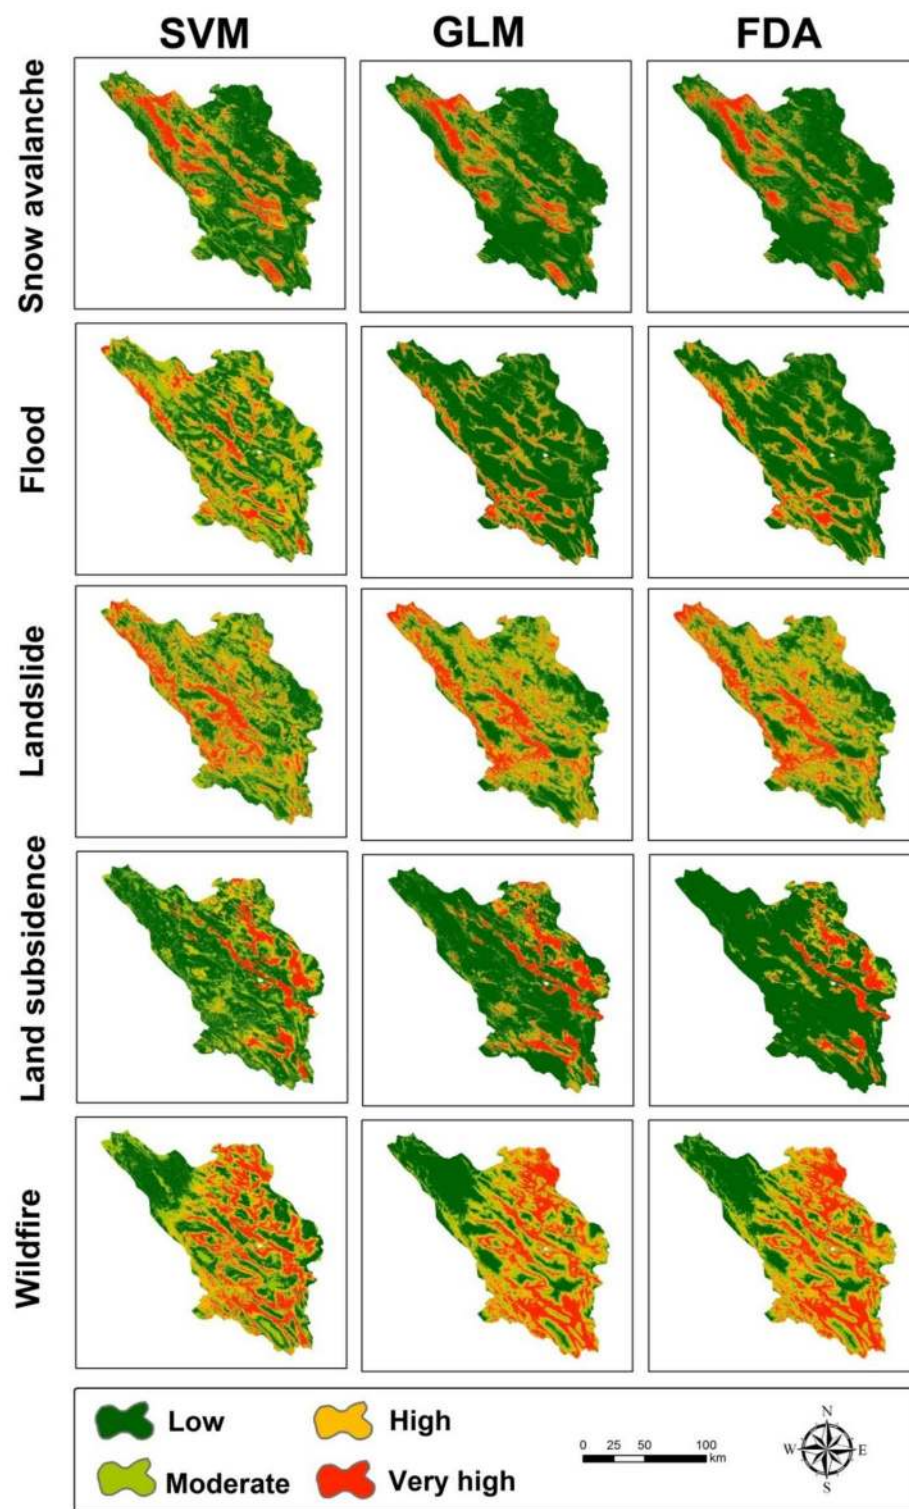 SVM GLM FDA
Snow avalanche
Flood
Landslide
Land subsidence
Wildfire
Low High
Moderate Very high
0 25 50 100
km
N
W E
S